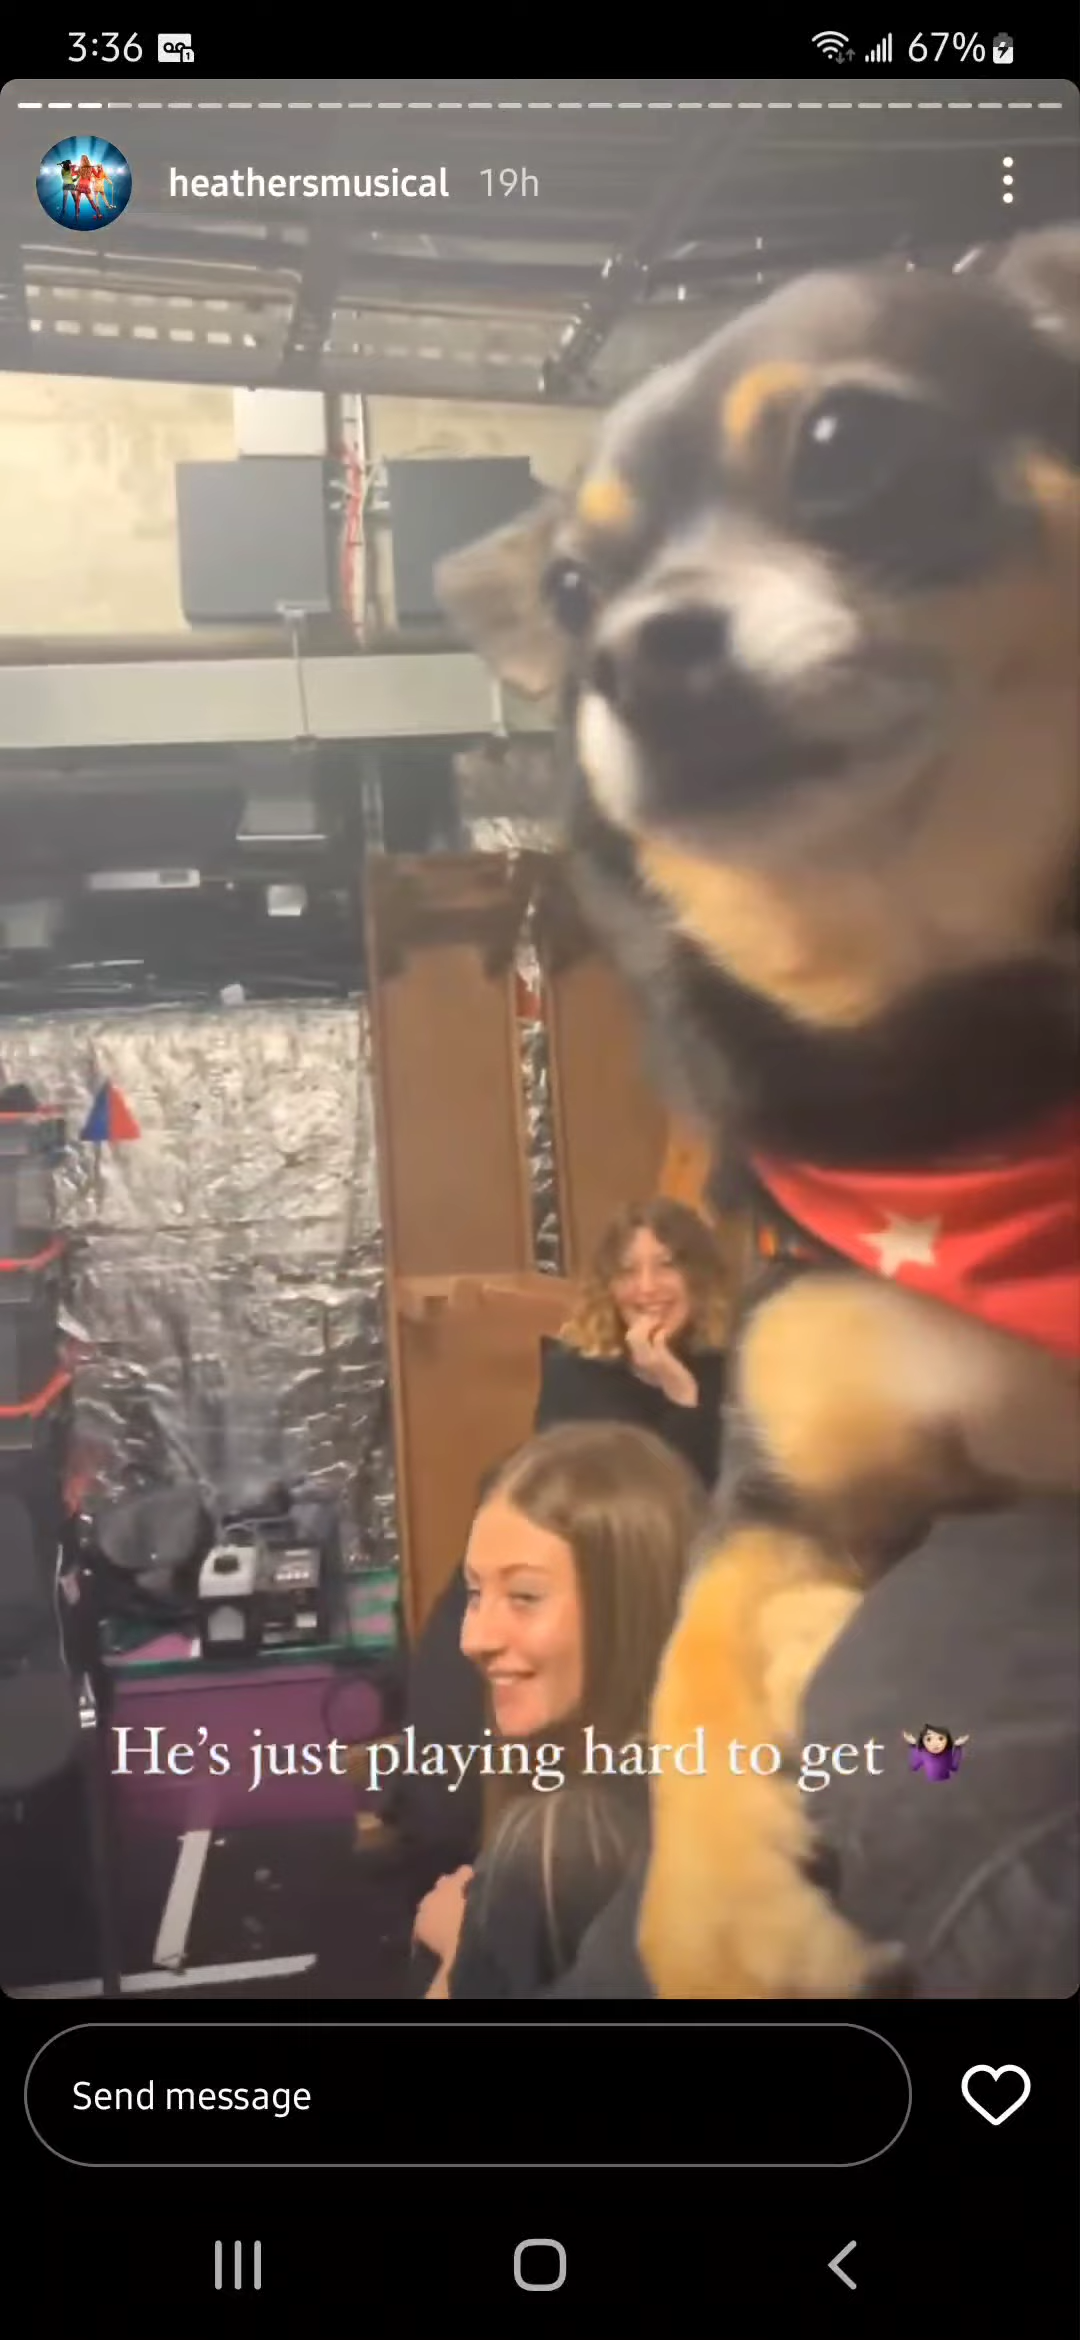 3:36
67%
heathersmusical 19h
He's just playing hard to get 🤷🏻‍♀️
Send message